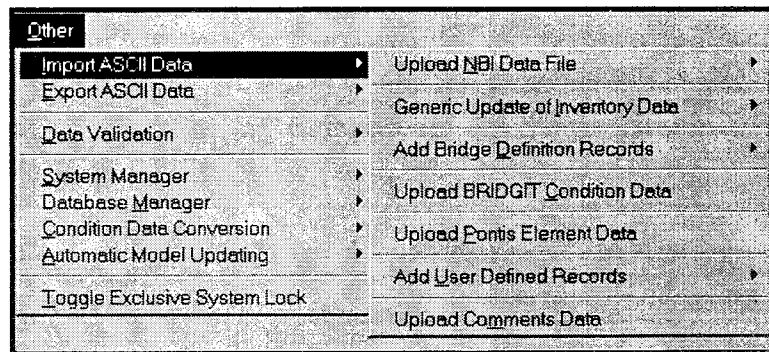 Other
Import ASCII Data
Export ASCII Data
Data Validation
System Manager
Database Manager
Condition Data Conversion
Automatic Model Updating
Toggle Exclusive System Lock
Upload NBI Data File
Generic Update of Inventory Data
Add Bridge Definition Records
Upload BRIDGIT Condition Data
Upload Pontis Element Data
Add User Defined Records
Upload Comments Data